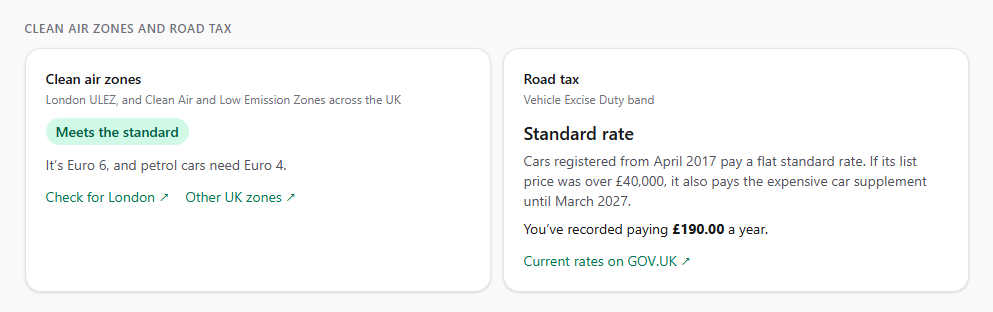 CLEAN AIR ZONES AND ROAD TAX
Clean air zones
London ULEZ, and Clean Air and Low Emission Zones across the UK
Meets the standard
It’s Euro 6, and petrol cars need Euro 4.
Check for London ↗ Other UK zones ↗
Road tax
Vehicle Excise Duty band
Standard rate
Cars registered from April 2017 pay a flat standard rate. If its list
price was over £40,000, it also pays the expensive car supplement
until March 2027.
You’ve recorded paying £190.00 a year.
Current rates on GOV.UK ↗